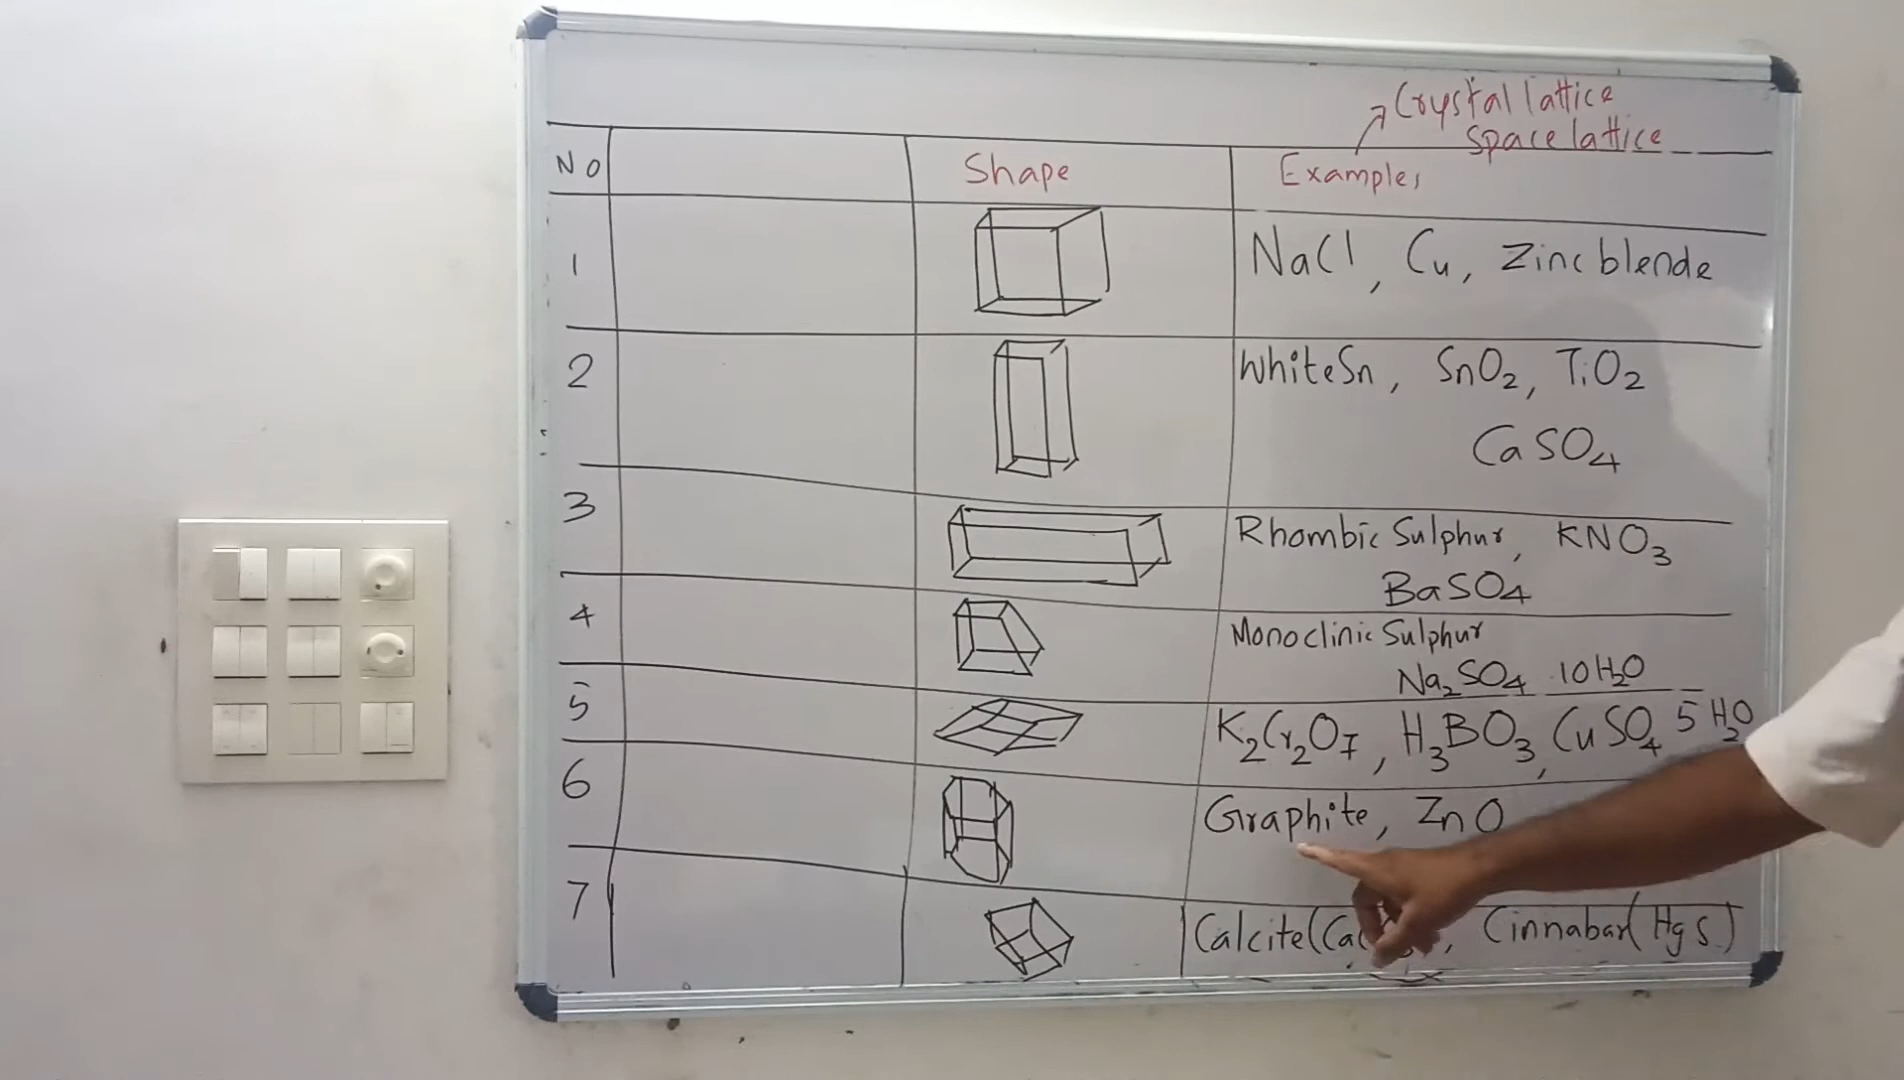 Crystal lattice
Space lattice
No Shape Examples
1 NaCl, Cu, Zinc blende
2 White Sn, SnO2, TiO2
CaSO4
3 Rhombic Sulphur, KNO3
BaSO4
4 Monoclinic Sulphur
Na2SO4 . 10H2O
5 K2Cr2O7, H3BO3, CuSO4 5H2O
6 Graphite, ZnO
7 Calcite(Ca , Cinnabar(HgS)